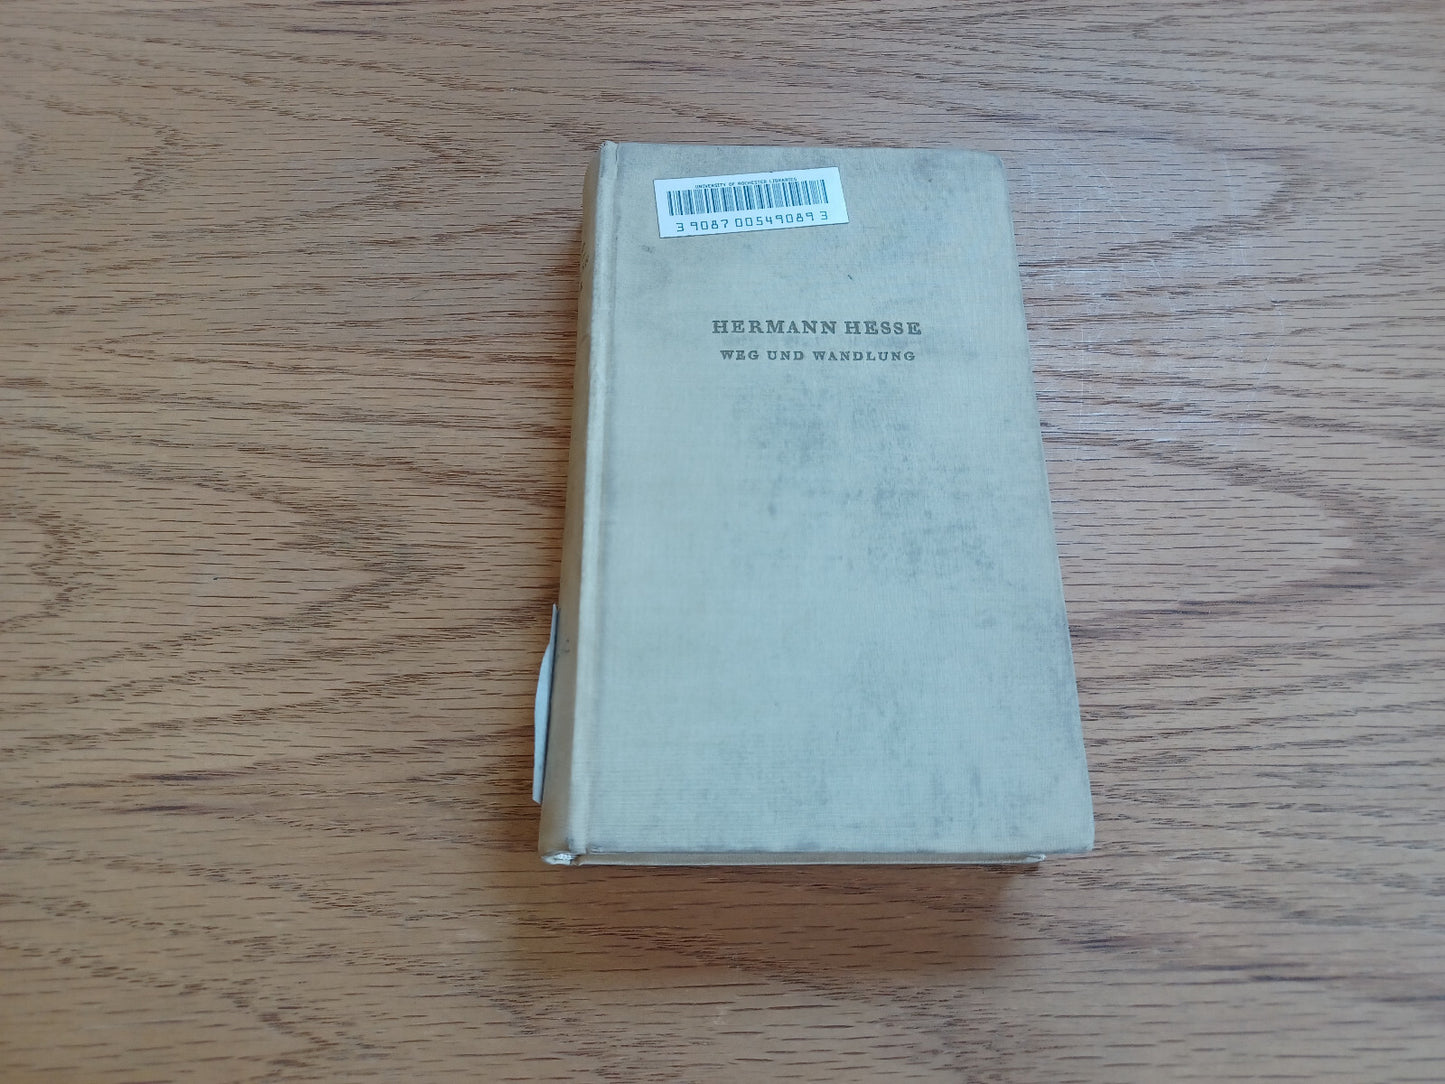 UNIVERSITY OF ROCHESTER LIBRARIES
3 9087 00549089 3
HERMANN HESSE
WEG UND WANDLUNG